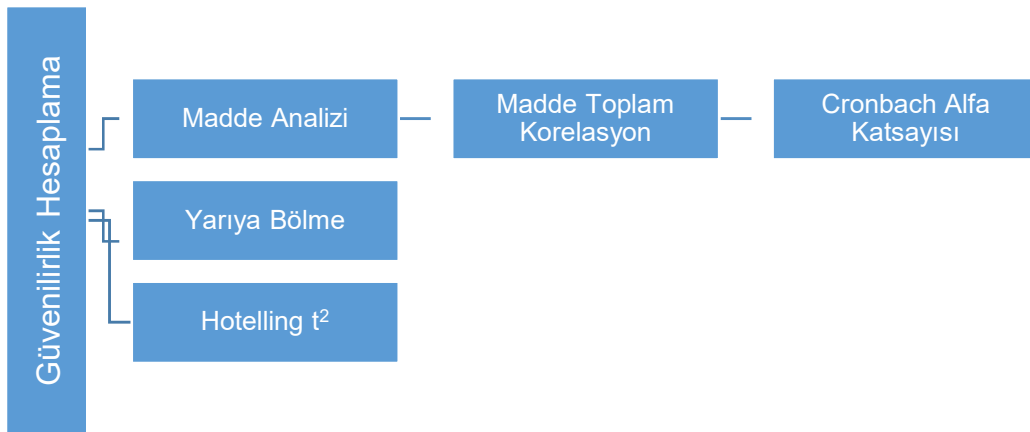 Güvenilirlik Hesaplama
Madde Analizi
Madde Toplam
Korelasyon
Cronbach Alfa
Katsayısı
Yarıya Bölme
Hotelling t²